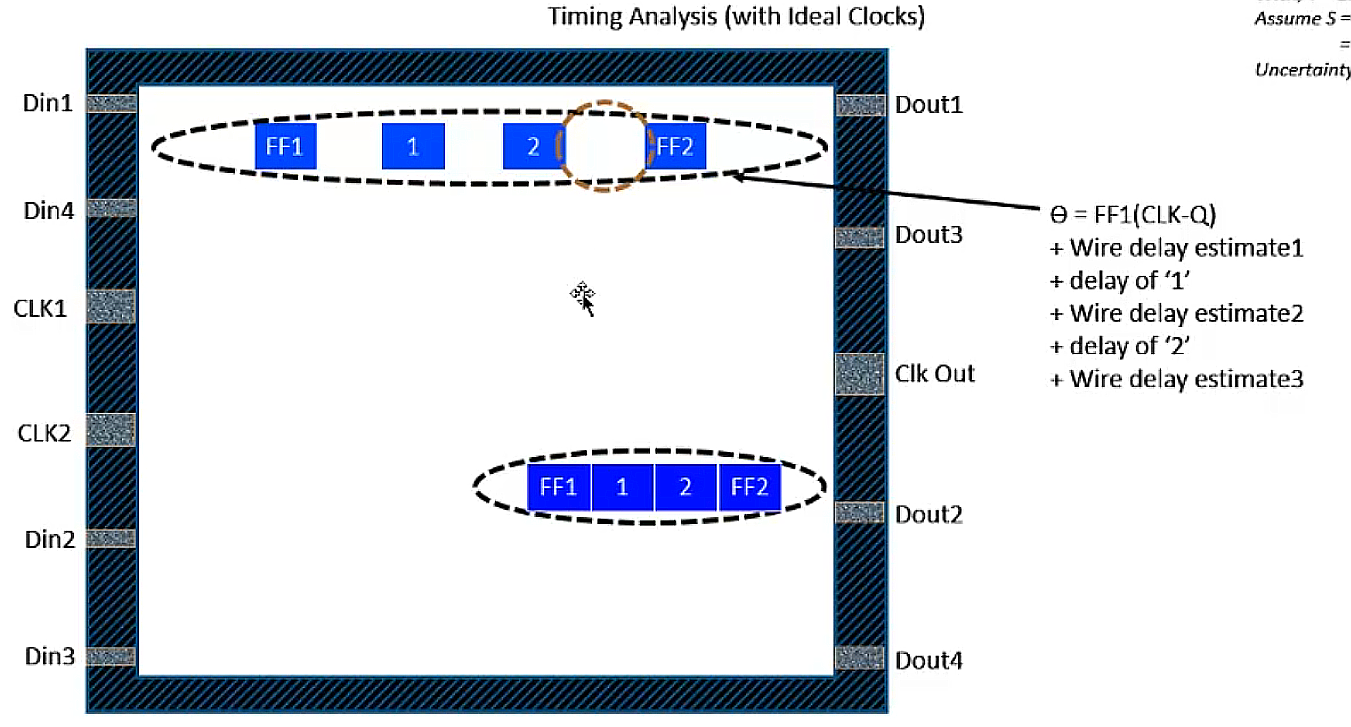 Timing Analysis (with Ideal Clocks)
Assume S =
=
Uncertainty
Din1
Dout1
FF1
1
2
FF2
Din4
Dout3
ϴ = FF1(CLK-Q)
+ Wire delay estimate1
+ delay of ‘1’
+ Wire delay estimate2
+ delay of ‘2’
+ Wire delay estimate3
CLK1
Clk Out
CLK2
FF1
1
2
FF2
Dout2
Din2
Din3
Dout4